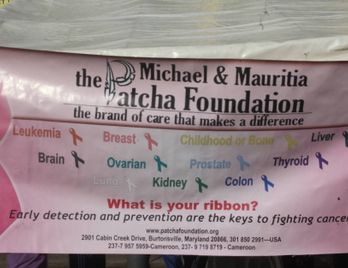 the Michael & Mauritia
Patcha Foundation
the brand of care that makes a difference
Leukemia Breast Childhood or Bone Liver
Brain Ovarian Prostate Thyroid
Lung Kidney Colon
What is your ribbon?
Early detection and prevention are the keys to fighting cancer
www.patchafoundation.org
2901 Cabin Creek Drive, Burtonsville, Maryland 20866, 301 850 2991—USA
237-7 957 5959-Cameroon, 237- 9 719 8719 - Cameroon